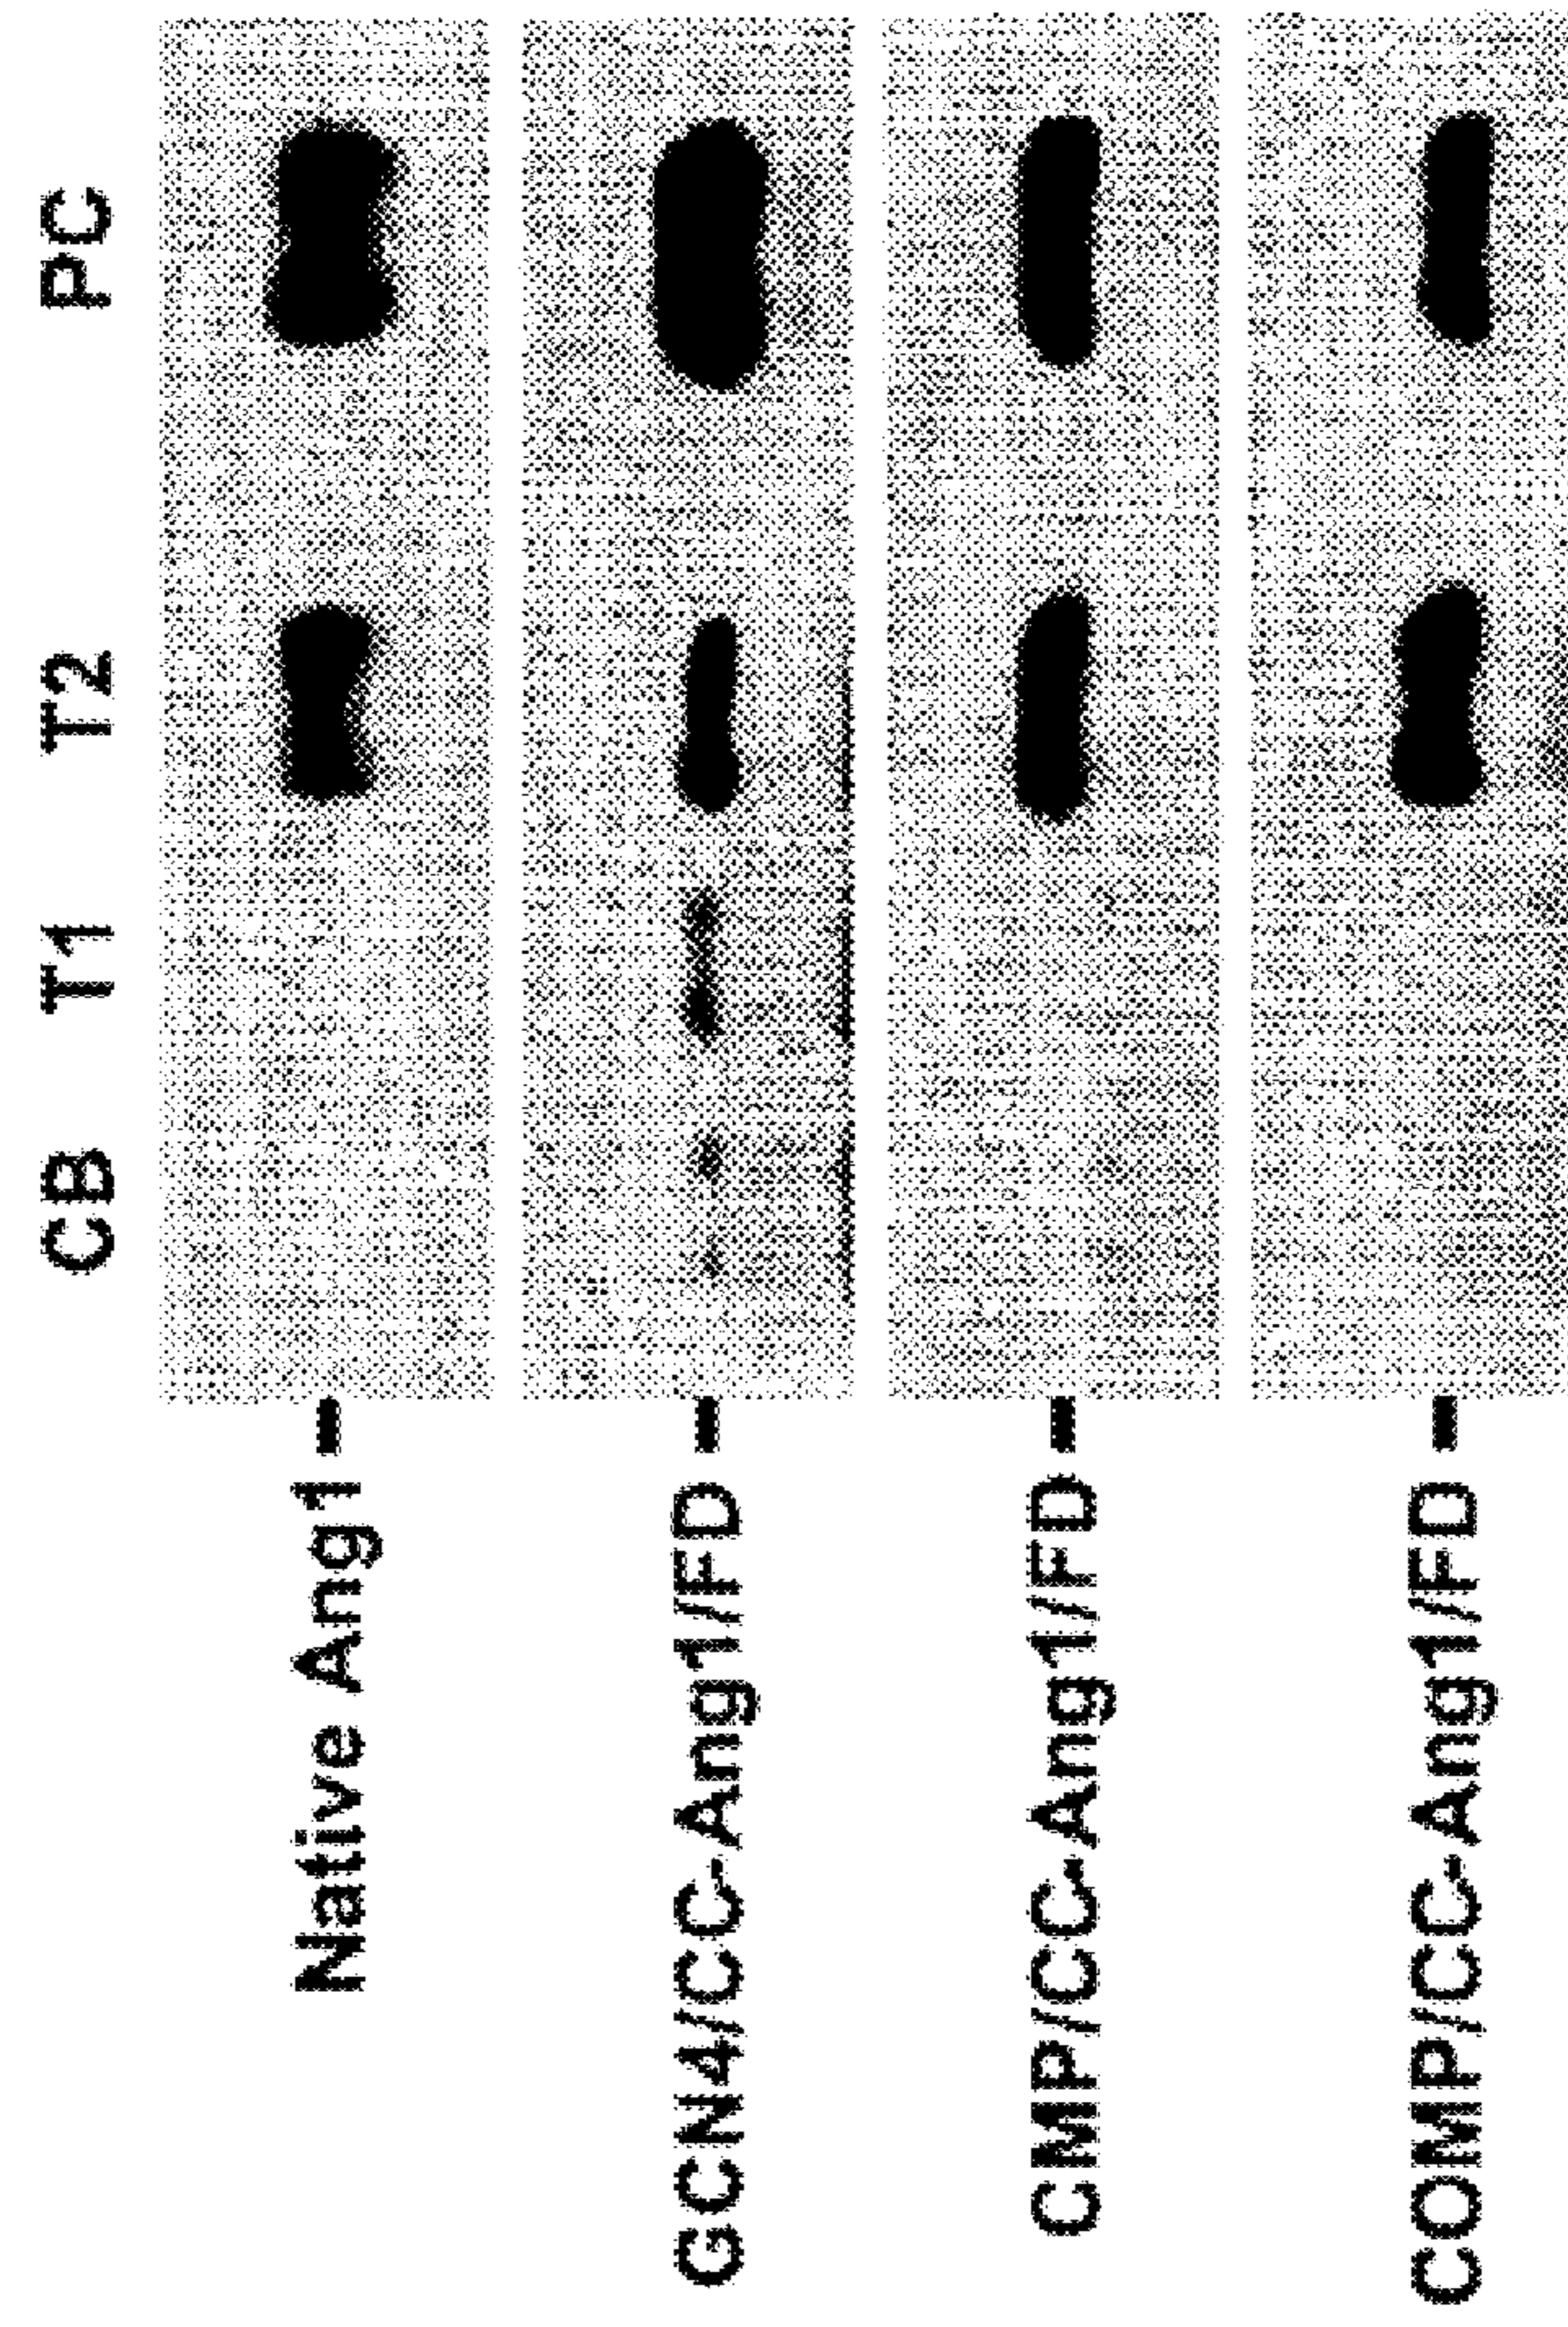 CB T1 T2 PC
Native Ang1
GCN4/CC-Ang1/FD
CMP/CC-Ang1/FD
COMP/CC-Ang1/FD